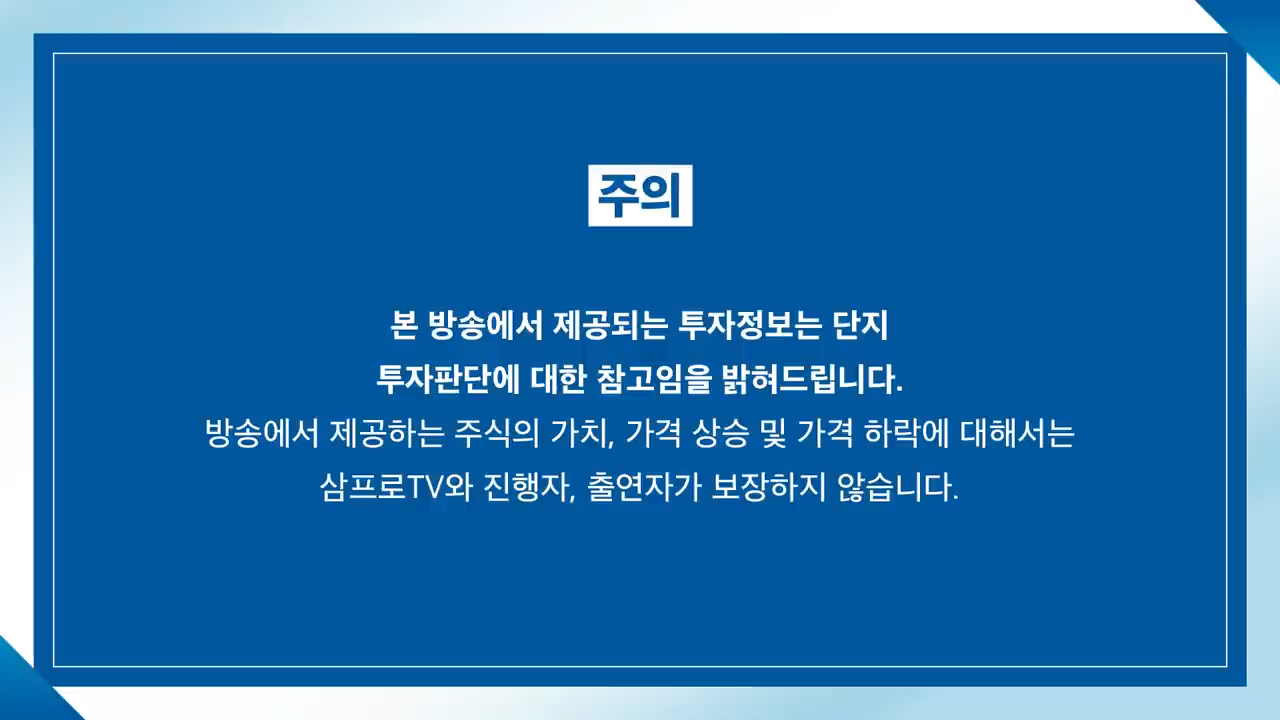 주의
본 방송에서 제공되는 투자정보는 단지
투자판단에 대한 참고임을 밝혀드립니다.
방송에서 제공하는 주식의 가치, 가격 상승 및 가격 하락에 대해서는
삼프로TV와 진행자, 출연자가 보장하지 않습니다.